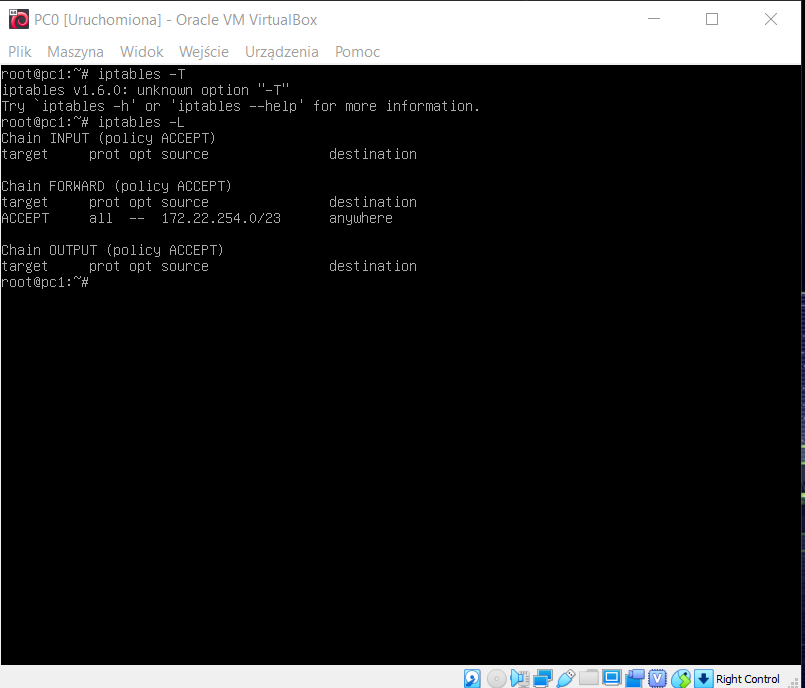 PC0 [Uruchomiona] - Oracle VM VirtualBox
Plik Maszyna Widok Wejście Urządzenia Pomoc
root@pc1:~# iptables -T
iptables v1.6.0: unknown option "-T"
Try `iptables -h' or 'iptables --help' for more information.
root@pc1:~# iptables -L
Chain INPUT (policy ACCEPT)
target     prot opt source               destination
Chain FORWARD (policy ACCEPT)
target     prot opt source               destination
ACCEPT     all  --  172.22.254.0/23      anywhere
Chain OUTPUT (policy ACCEPT)
target     prot opt source               destination
root@pc1:~#
Right Control